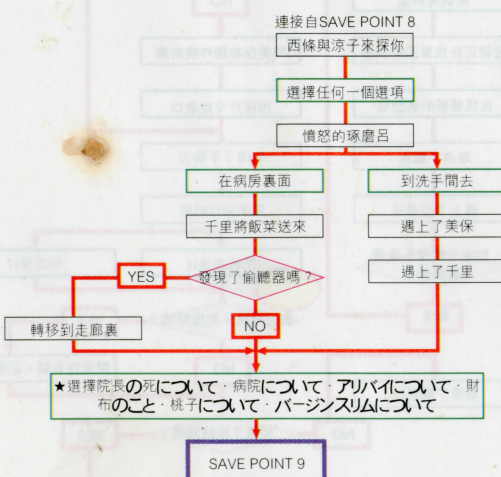 連接自SAVE POINT 8
西條與涼子來探你
選擇任何一個選項
憤怒的琢磨呂
在病房裏面
到洗手間去
千里將飯菜送來
遇上了美保
YES
發現了偷聽器嗎？
遇上了千里
NO
轉移到走廊裏
★選擇院長の死について·病院について·アリバイについて·財
布のこと·桃子について·バージンスリムについて
SAVE POINT 9